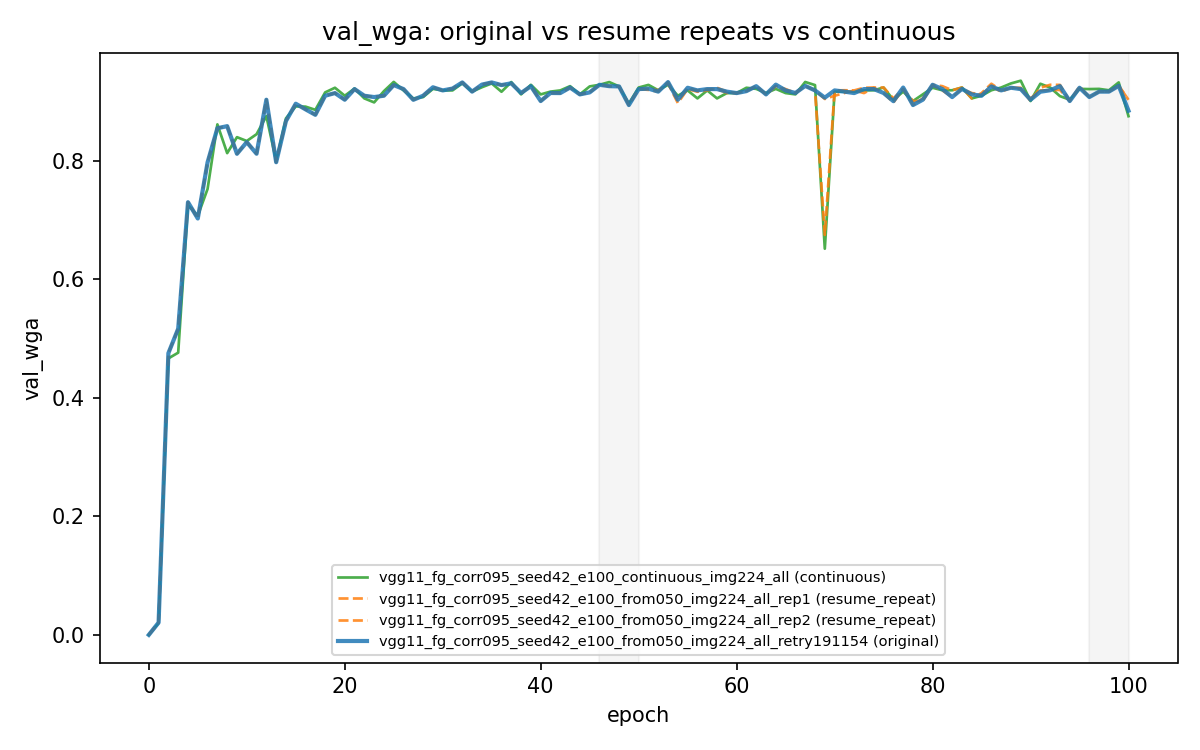 val_wga: original vs resume repeats vs continuous
val_wga
0.8
0.6
0.4
0.2
0.0
vgg11_fg_corr095_seed42_e100_continuous_img224_all (continuous)
vgg11_fg_corr095_seed42_e100_from050_img224_all_rep1 (resume_repeat)
vgg11_fg_corr095_seed42_e100_from050_img224_all_rep2 (resume_repeat)
vgg11_fg_corr095_seed42_e100_from050_img224_all_retry191154 (original)
0 20 40 60 80 100
epoch